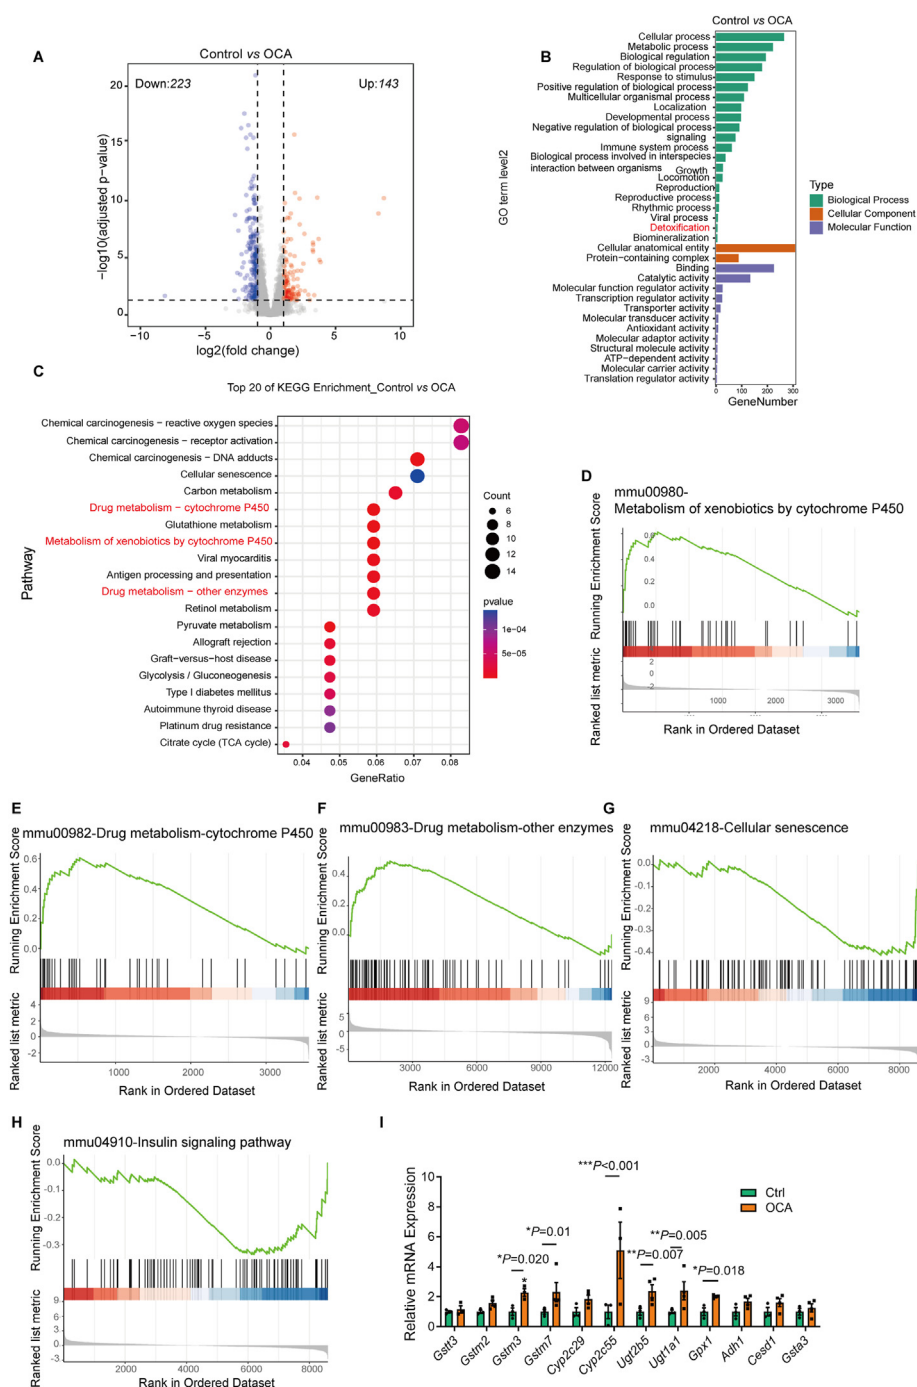 A
Control vs OCA
Down:223
Up:143
20
15
10
5
0
−log10(adjusted p-value)
−10
−5
0
5
10
log2(fold change)
B
Control vs OCA
GO term level2
Cellular process
Metabolic process
Biological regulation
Regulation of biological process
Response to stimulus
Positive regulation of biological process
Multicellular organismal process
Localization
Developmental process
Negative regulation of biological process
signaling
Immune system process
Biological process involved in interspecies
interaction between organisms
Growth
Locomotion
Reproduction
Reproductive process
Rhythmic process
Viral process
Detoxification
Biomineralization
Cellular anatomical entity
Protein-containing complex
Binding
Catalytic activity
Molecular function regulator activity
Transcription regulator activity
Transporter activity
Molecular transducer activity
Antioxidant activity
Molecular adaptor activity
Structural molecule activity
ATP-dependent activity
Molecular carrier activity
Translation regulator activity
0 100 200 300
GeneNumber
Type
Biological Process
Cellular Component
Molecular Function
C
Top 20 of KEGG Enrichment_Control vs OCA
Pathway
Chemical carcinogenesis − reactive oxygen species
Chemical carcinogenesis − receptor activation
Chemical carcinogenesis − DNA adducts
Cellular senescence
Carbon metabolism
Drug metabolism − cytochrome P450
Glutathione metabolism
Metabolism of xenobiotics by cytochrome P450
Viral myocarditis
Antigen processing and presentation
Drug metabolism − other enzymes
Retinol metabolism
Pyruvate metabolism
Allograft rejection
Graft-versus-host disease
Glycolysis / Gluconeogenesis
Type I diabetes mellitus
Autoimmune thyroid disease
Platinum drug resistance
Citrate cycle (TCA cycle)
0.04 0.05 0.06 0.07 0.08
GeneRatio
Count
6
8
10
12
14
pvalue
1e−04
5e−05
D
mmu00980-
Metabolism of xenobiotics by cytochrome P450
Running Enrichment Score
0.6
0.4
0.2
0.0
Ranked list metric
2
0
-2
1000 2000 3000
Rank in Ordered Dataset
E
mmu00982-Drug metabolism-cytochrome P450
Running Enrichment Score
0.6
0.4
0.2
0.0
Ranked list metric
4
2
0
-2
1000 2000 3000
Rank in Ordered Dataset
F
mmu00983-Drug metabolism-other enzymes
Running Enrichment Score
0.4
0.2
0.0
Ranked list metric
5
0
-5
3000 6000 9000 12000
Rank in Ordered Dataset
G
mmu04218-Cellular senescence
Running Enrichment Score
0.0
-0.1
-0.2
-0.3
-0.4
Ranked list metric
9
6
3
0
-3
2000 4000 6000 8000
Rank in Ordered Dataset
H
mmu04910-Insulin signaling pathway
Running Enrichment Score
0.0
-0.1
-0.2
-0.3
Ranked list metric
9
6
3
0
-3
2000 4000 6000 8000
Rank in Ordered Dataset
I
Relative mRNA Expression
10
8
6
4
2
0
***P<0.001
*P=0.01
*P=0.020
*
**P=0.005
**P=0.007
*P=0.018
Ctrl
OCA
Gstt3
Gstm2
Gstm3
Gstm7
Cyp2c29
Cyp2c55
Ugt2b5
Ugt1a1
Gpx1
Adh1
Cesd1
Gsta3